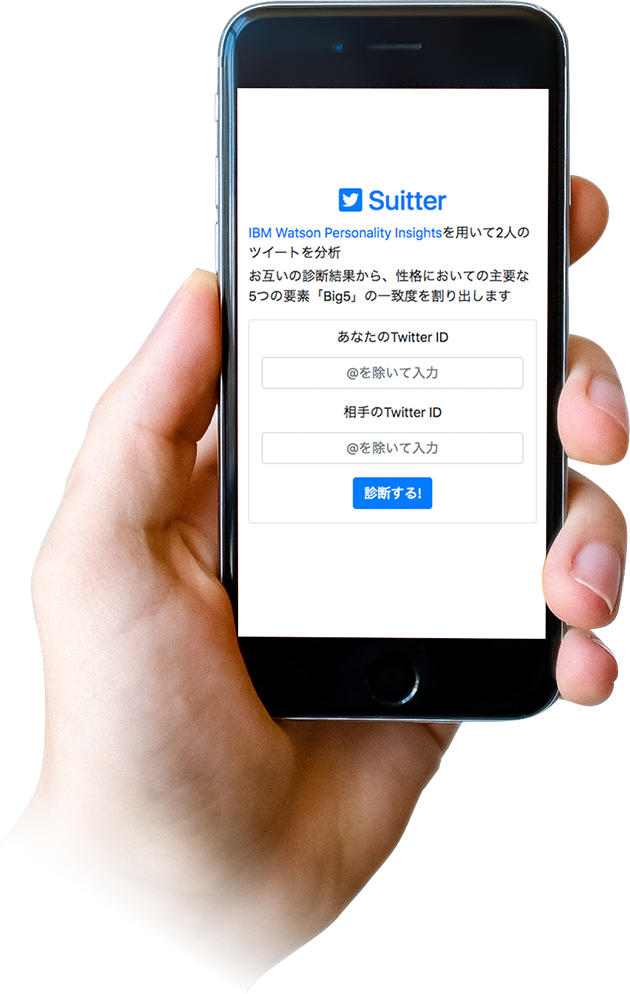 Suitter
IBM Watson Personality Insightsを用いて2人の
ツイートを分析
お互いの診断結果から、性格においての主要な
5つの要素「Big5」の一致度を割り出します
あなたのTwitter ID
@を除いて入力
相手のTwitter ID
@を除いて入力
診断する!